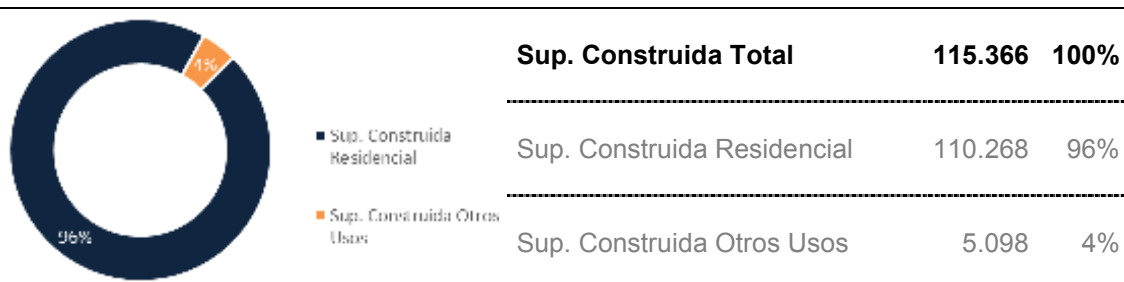 4%
96%
Sup. Construida
Residencial
Sup. Construida Otros
Usos
Sup. Construida Total 115.366 100%
Sup. Construida Residencial 110.268 96%
Sup. Construida Otros Usos 5.098 4%